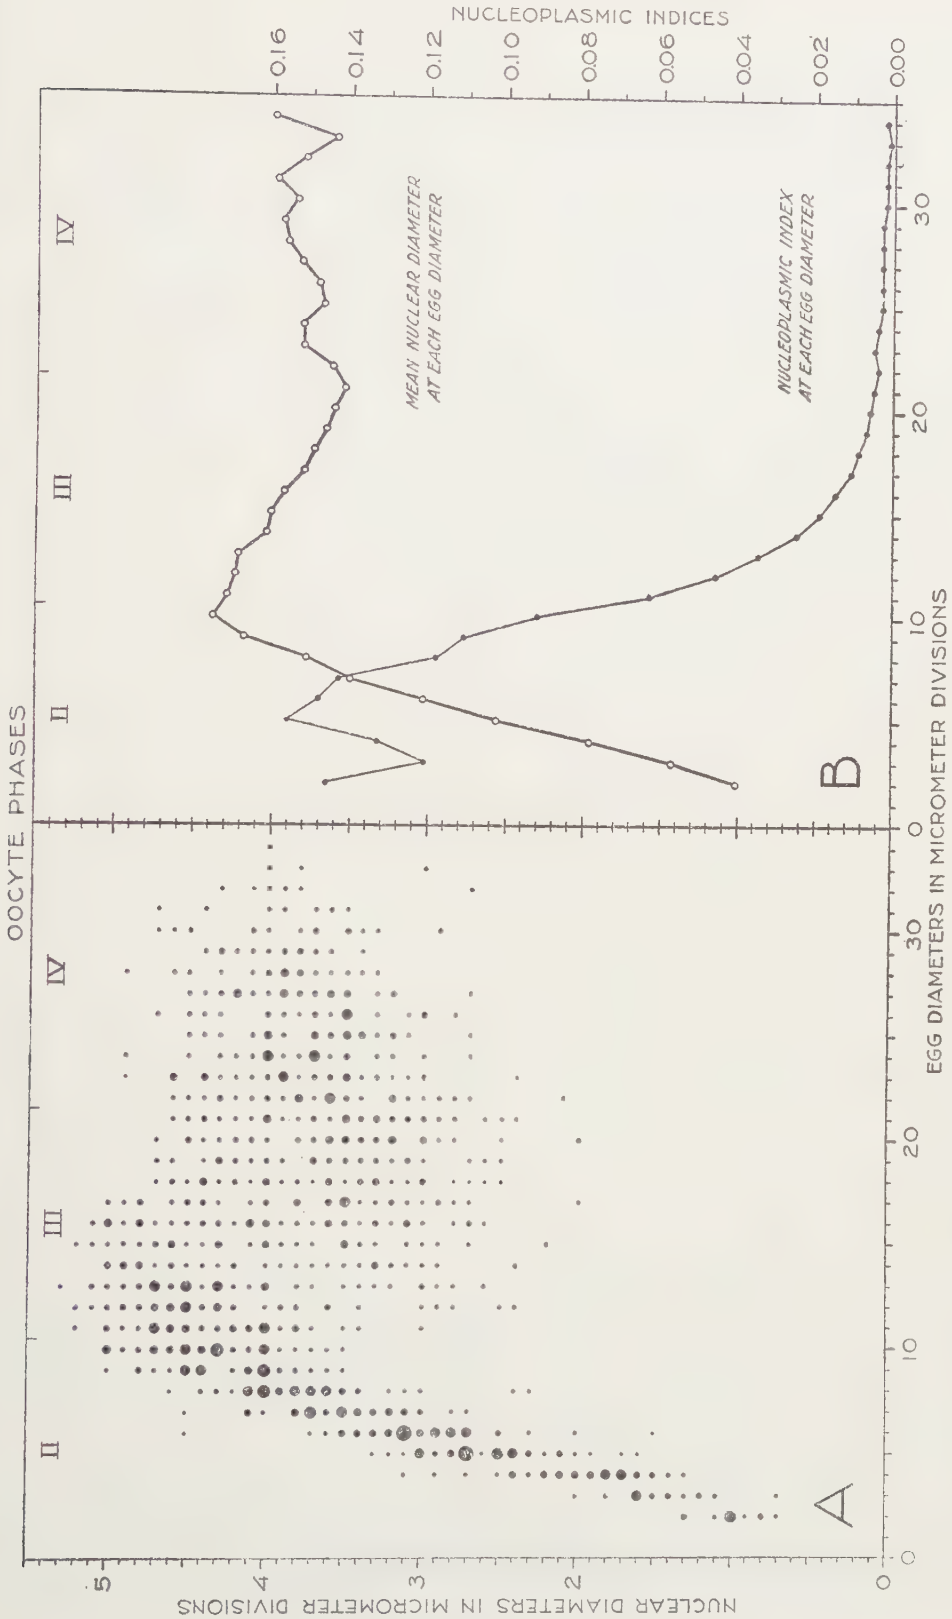 OOCYTE PHASES
II
III
IV
II
III
IV
5
4
3
2
0
NUCLEAR DIAMETERS IN MICROMETER DIVISIONS
A
0
10
20
30
0
10
20
30
EGG DIAMETERS IN MICROMETER DIVISIONS
B
MEAN NUCLEAR DIAMETER
AT EACH EGG DIAMETER
NUCLEOPLASMIC INDEX
AT EACH EGG DIAMETER
0.16
0.14
0.12
0.10
0.08
0.06
0.04
0.02
0.00
NUCLEOPLASMIC INDICES